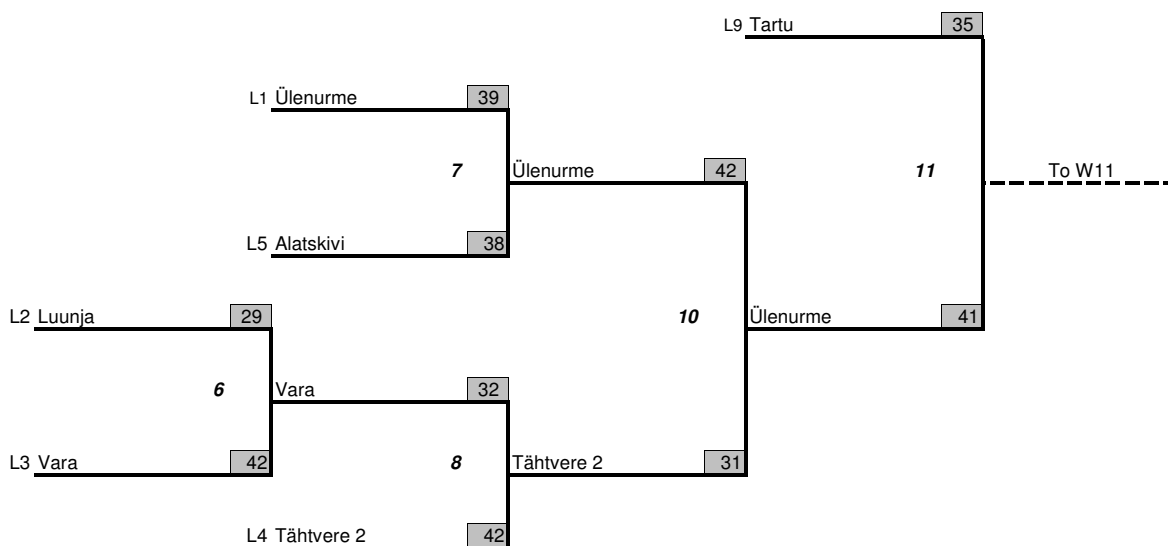 L9 Tartu 35
L1 Ülenurme 39
7 Ülenurme 42 11 To W11
L5 Alatskivi 38
L2 Luunja 29 10 Ülenurme 41
6 Vara 32
L3 Vara 42 8 Tähtvere 2 31
L4 Tähtvere 2 42